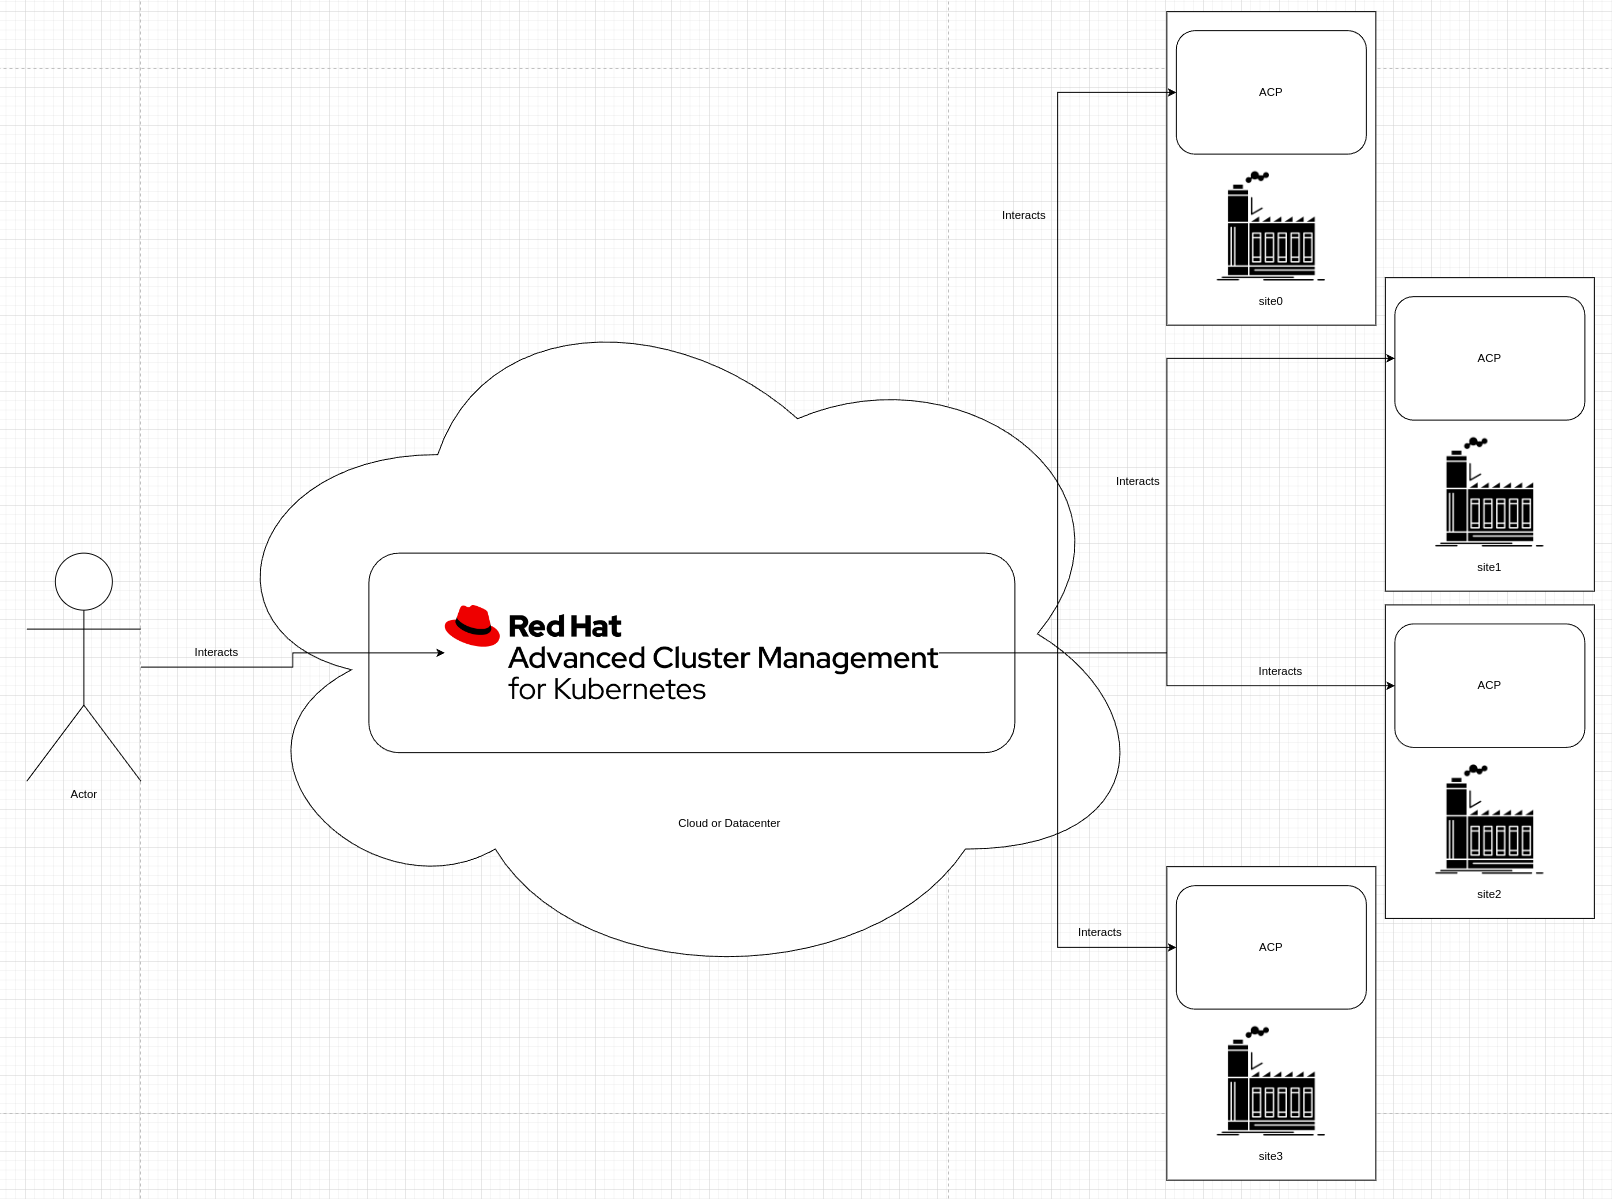 Actor
Interacts
Red Hat
Advanced Cluster Management
for Kubernetes
Cloud or Datacenter
Interacts
ACP
site0
Interacts
ACP
site1
Interacts
ACP
site2
Interacts
ACP
site3